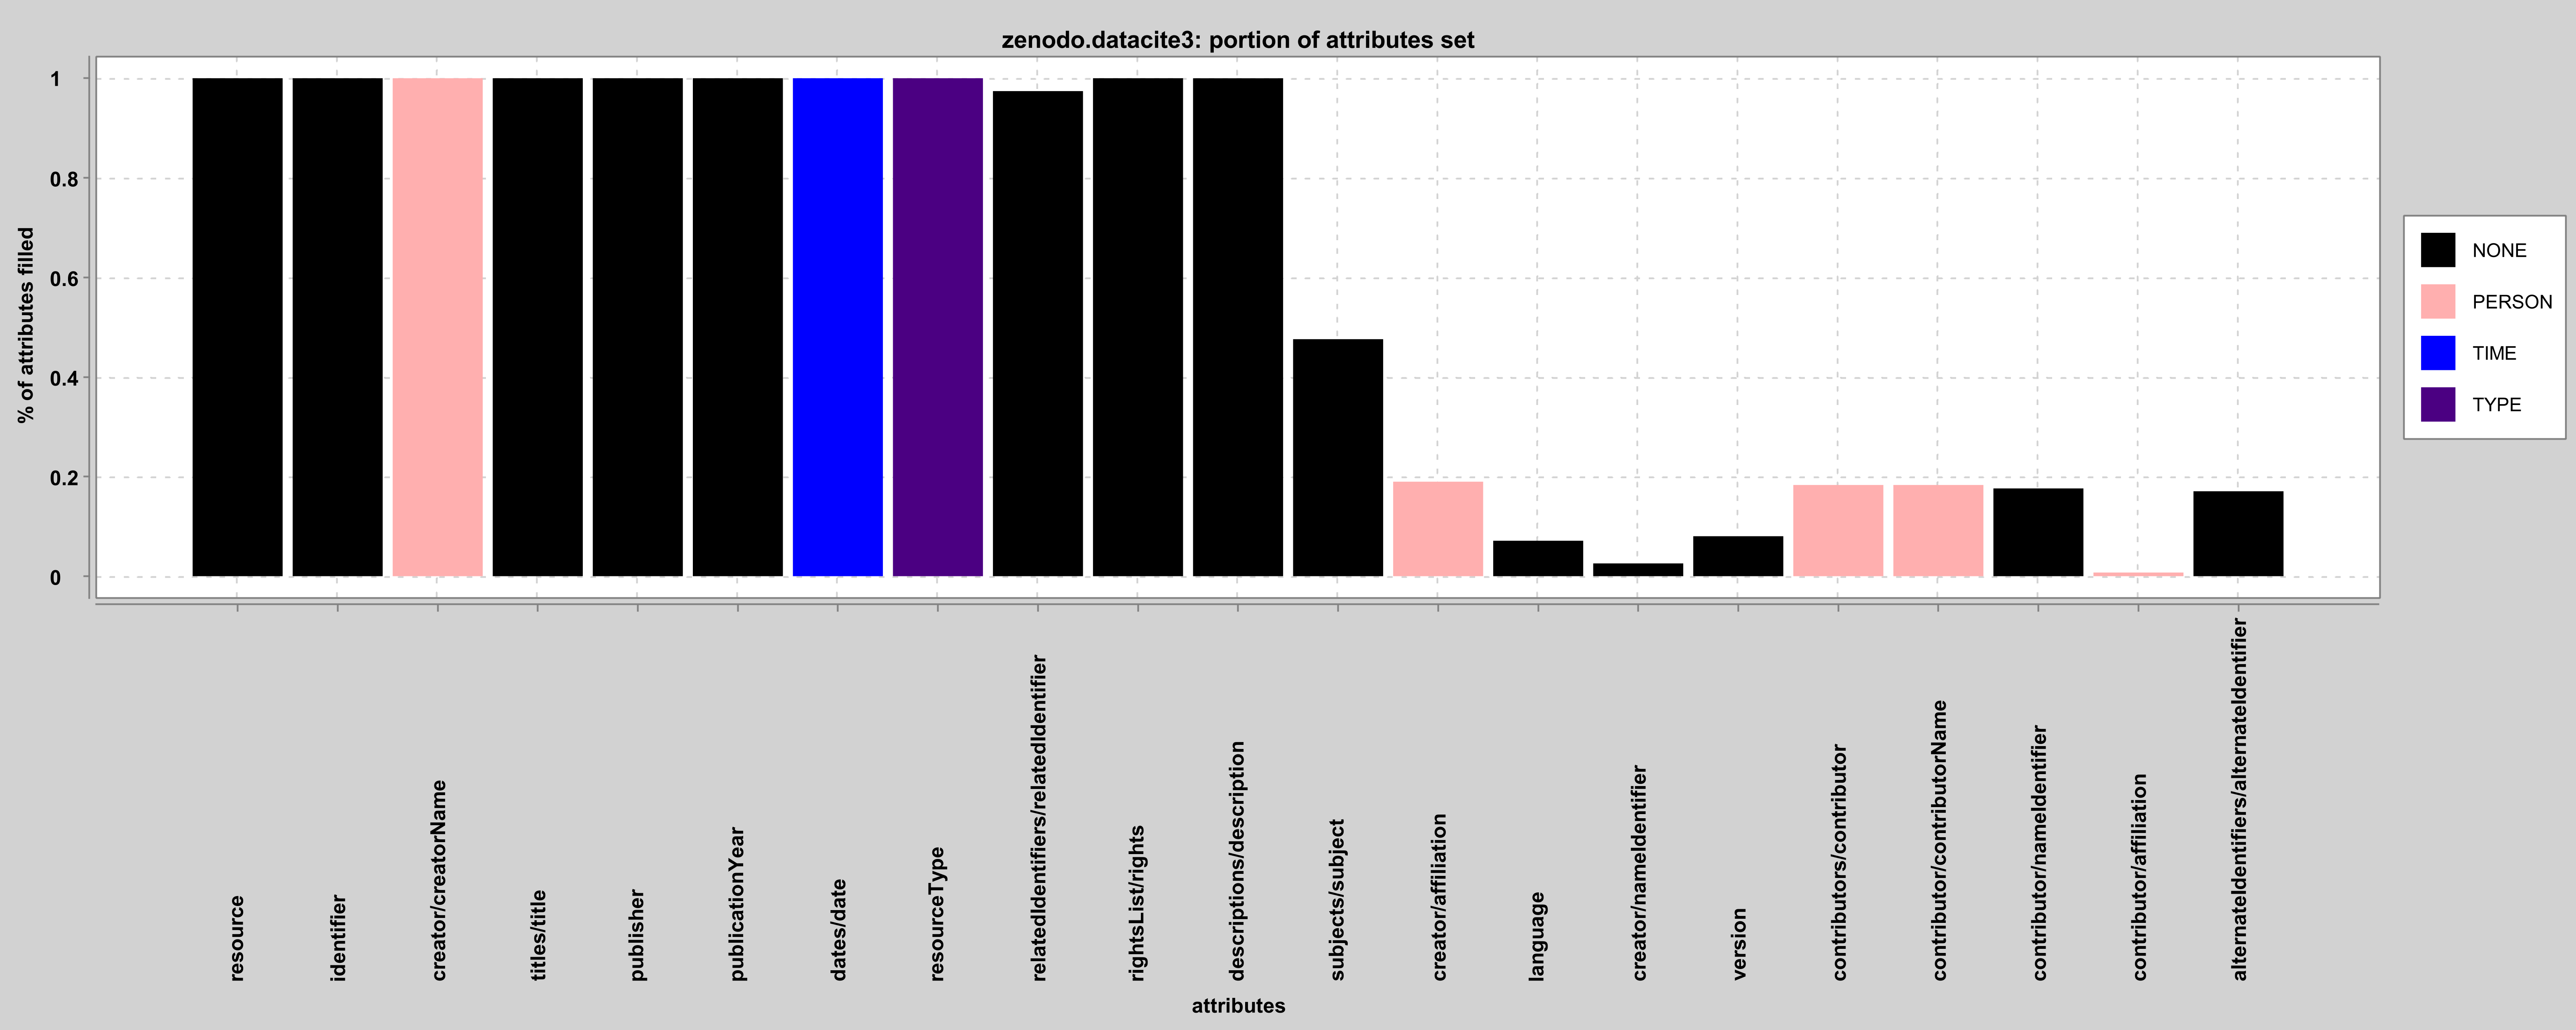 zenodo.datacite3: portion of attributes set
% of attributes filled
1
0.8
0.6
0.4
0.2
0
resource
identifier
creator/creatorName
titles/title
publisher
publicationYear
dates/date
resourceType
relatedIdentifiers/relatedIdentifier
rightsList/rights
descriptions/description
subjects/subject
creator/affiliation
language
creator/nameIdentifier
version
contributors/contributor
contributor/contributorName
contributor/nameIdentifier
contributor/affiliation
alternateIdentifiers/alternateIdentifier
attributes
NONE
PERSON
TIME
TYPE